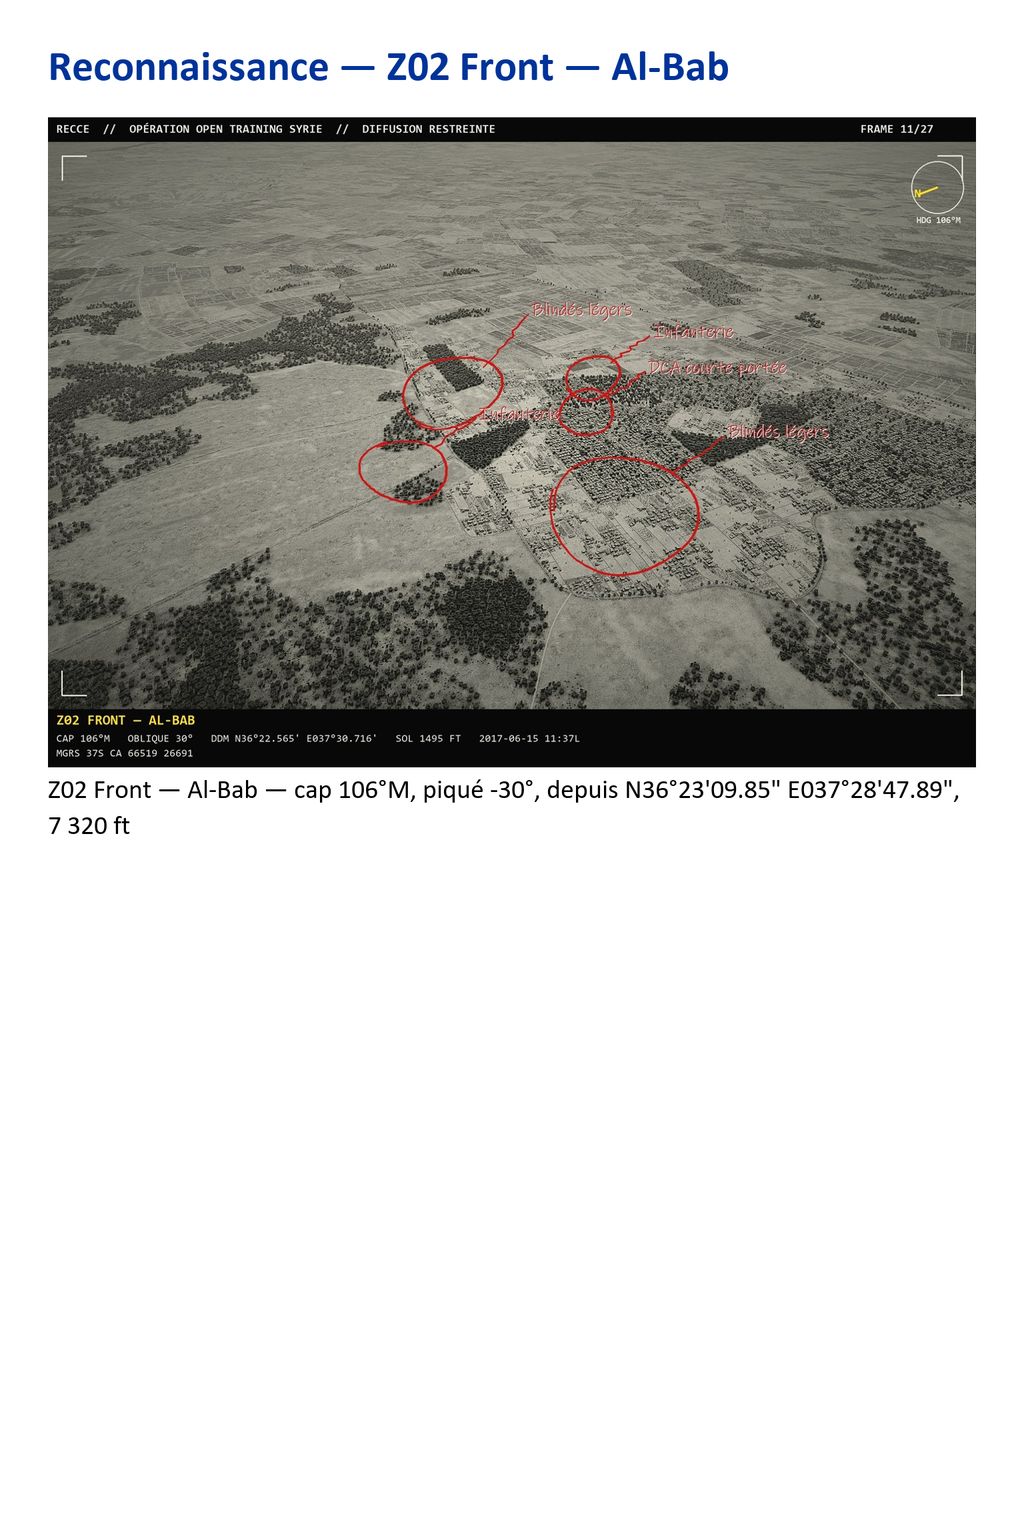 Reconnaissance — Z02 Front — Al-Bab
RECCE // OPÉRATION OPEN TRAINING SYRIE // DIFFUSION RESTREINTE FRAME 11/27
N
HDG 106°M
Blindés légers
Infanterie
DCA courte portée
Infanterie
Blindés légers
Z02 FRONT — AL-BAB
CAP 106°M OBLIQUE 30° DDM N36°22.565' E037°30.716' SOL 1495 FT 2017-06-15 11:37L
MGRS 37S CA 66519 26691
Z02 Front — Al-Bab — cap 106°M, piqué -30°, depuis N36°23'09.85" E037°28'47.89",
7 320 ft